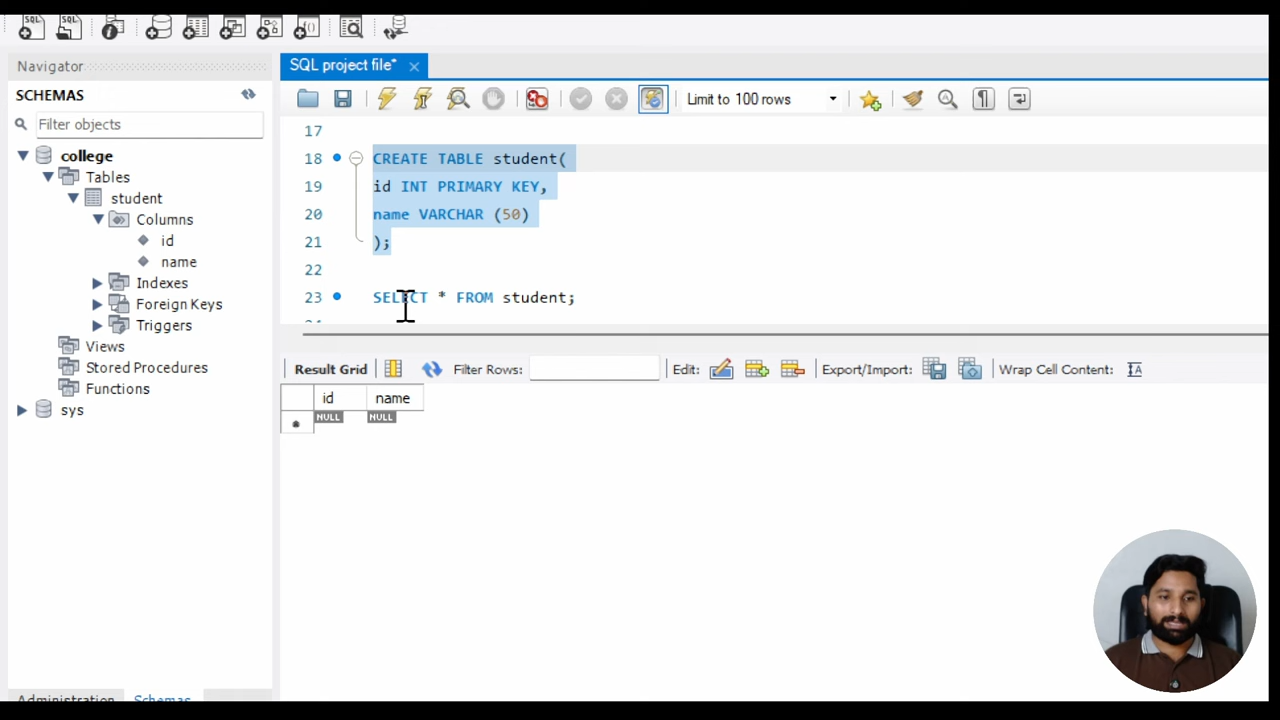 SQL SQL
Navigator
SCHEMAS
Filter objects
college
Tables
student
Columns
id
name
Indexes
Foreign Keys
Triggers
Views
Stored Procedures
Functions
sys
Administration Schemas
SQL project file*
Limit to 100 rows
17
18 CREATE TABLE student(
19 id INT PRIMARY KEY,
20 name VARCHAR (50)
21 );
22
23 SELECT * FROM student;
24
Result Grid Filter Rows: Edit: Export/Import: Wrap Cell Content:
id name
NULL NULL